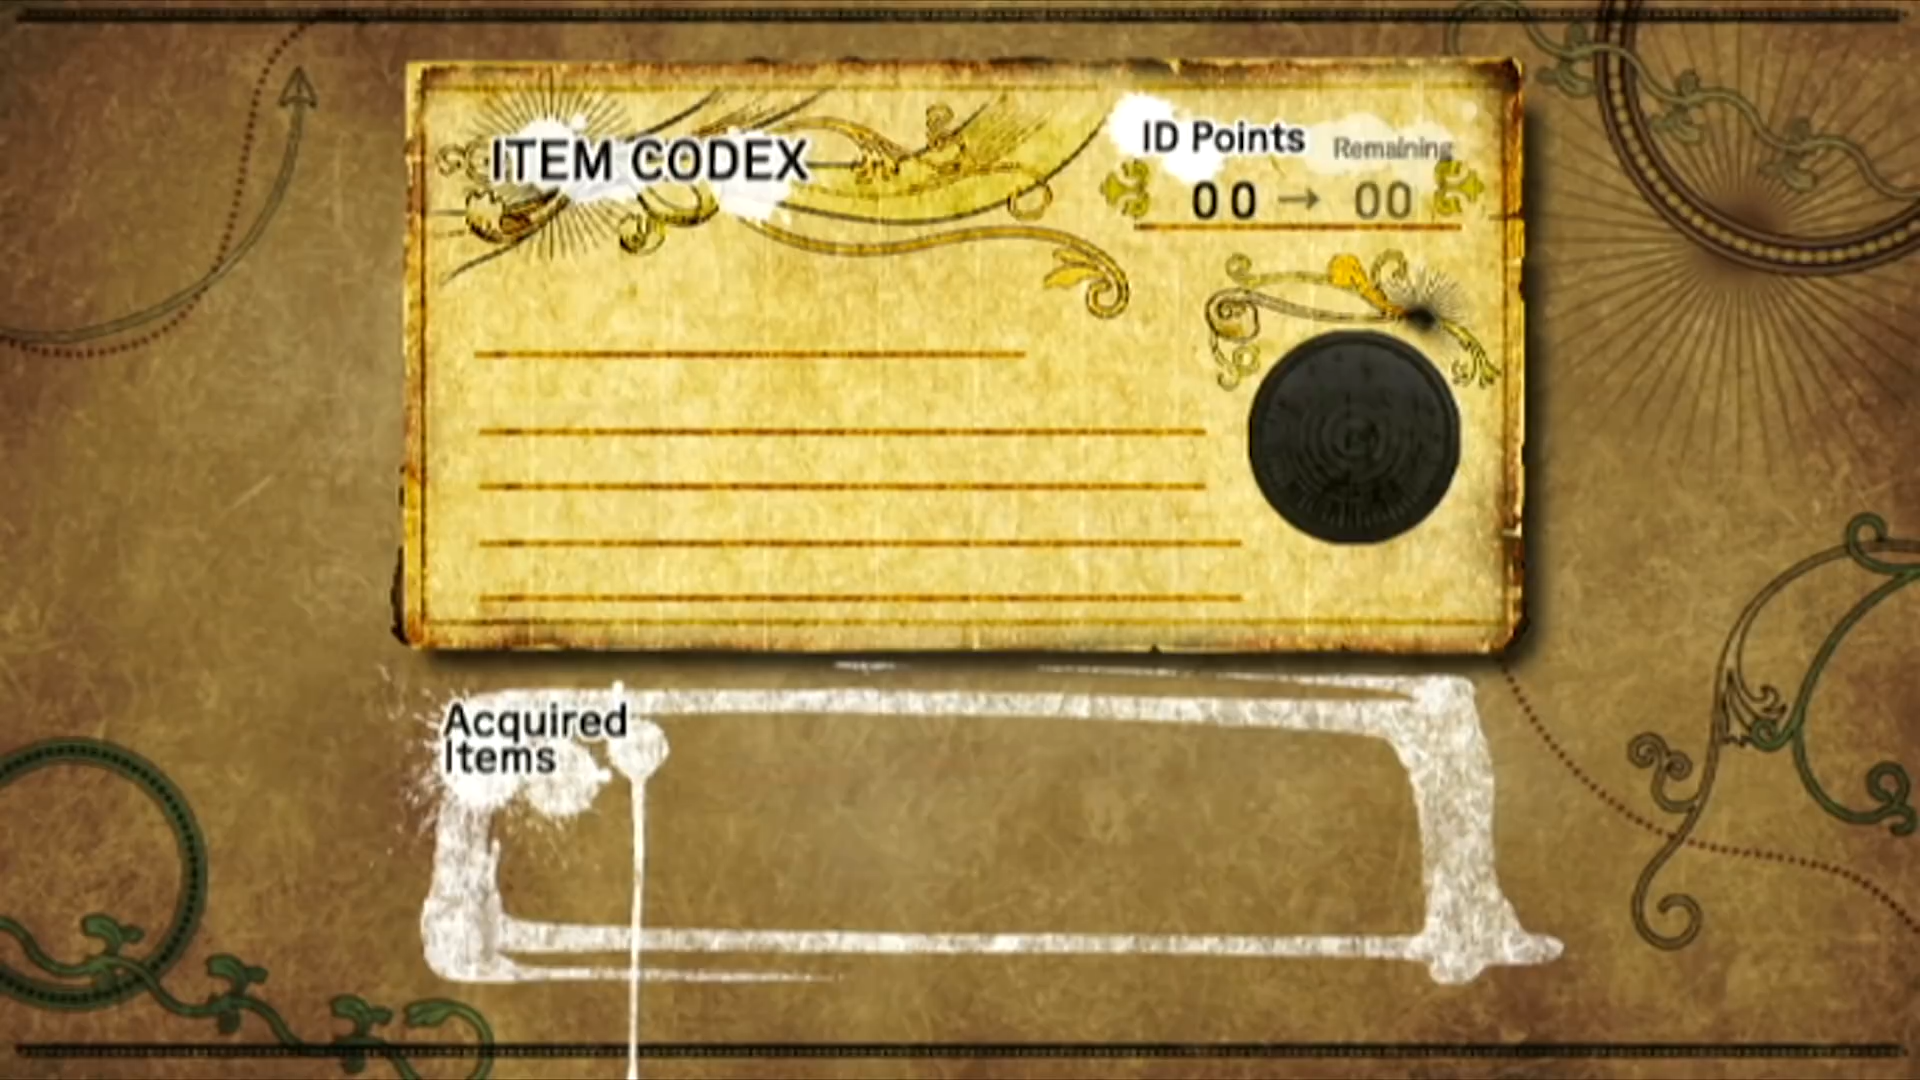 ITEM CODEX
ID Points Remaining
00 → 00
Acquired
Items